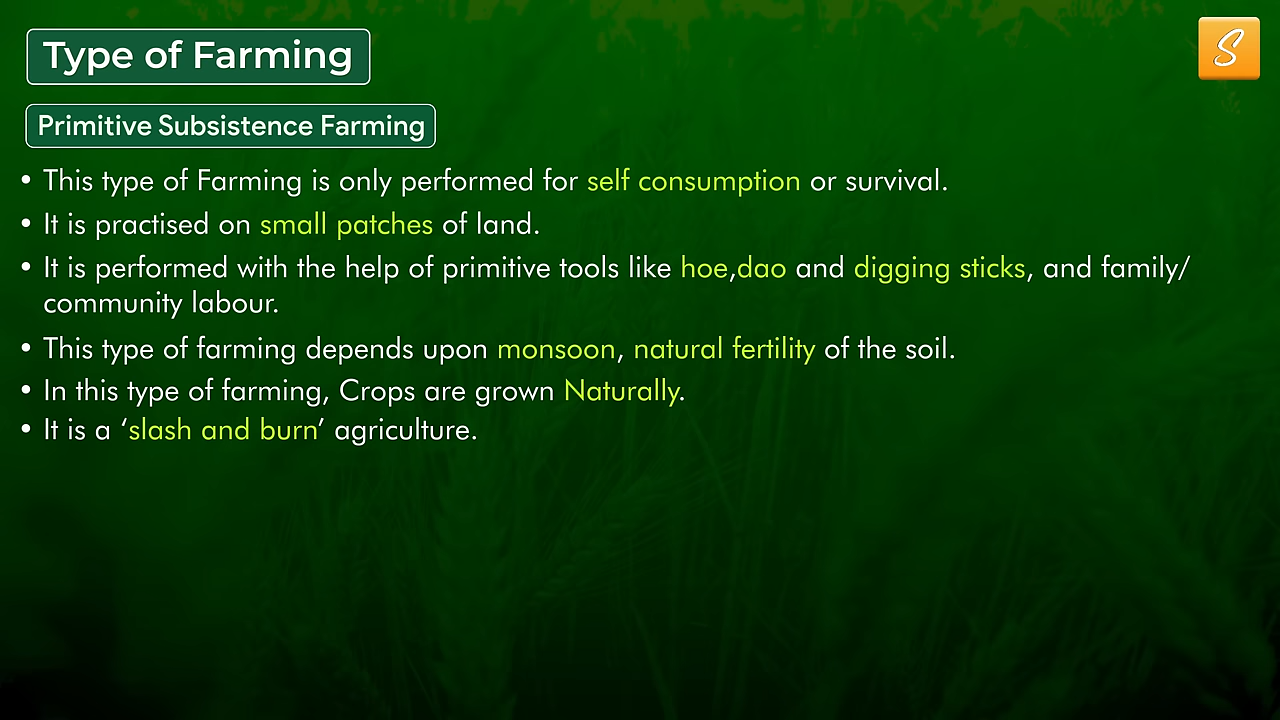 Type of Farming
S
Primitive Subsistence Farming
• This type of Farming is only performed for self consumption or survival.
• It is practised on small patches of land.
• It is performed with the help of primitive tools like hoe,dao and digging sticks, and family/
community labour.
• This type of farming depends upon monsoon, natural fertility of the soil.
• In this type of farming, Crops are grown Naturally.
• It is a ‘slash and burn’ agriculture.